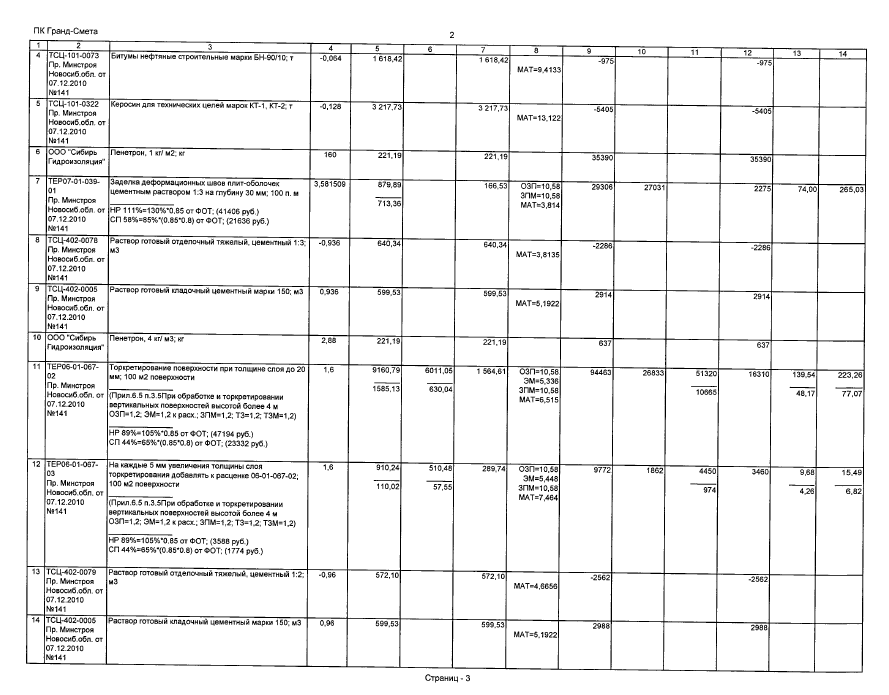 ПК Гранд-Смета
2
1 2 3 4 5 6 7 8 9 10 11 12 13 14
4 ТСЦ-101-0073 Битумы нефтяные строительные марки БН-90/10; т -0,064 1 618,42 1 618,42 -975 -975
Пр. Минстроя МАТ=9,4133
Новосиб.обл. от
07.12.2010
№141
5 ТСЦ-101-0322 Керосин для технических целей марок КТ-1, КТ-2; т -0,128 3 217,73 3 217,73 -5405 -5405
Пр. Минстроя МАТ=13,122
Новосиб.обл. от
07.12.2010
№141
6 ООО "Сибирь Пенетрон, 1 кг/ м2; кг 160 221,19 221,19 35390 35390
Гидроизоляция"
7 ТЕР07-01-039- Заделка деформационных швов плит-оболочек 3,581509 879,89 166,53 ОЗП=10,58 29306 27031 2275 74,00 265,03
01 цементным раствором 1:3 на глубину 30 мм; 100 п. м ЗПМ=10,58
Пр. Минстроя 713,36 МАТ=3,814
Новосиб.обл. от НР 111%=130%*0.85 от ФОТ; (41406 руб.)
07.12.2010 СП 58%=85%*(0.85*0.8) от ФОТ; (21636 руб.)
№141
8 ТСЦ-402-0078 Раствор готовый отделочный тяжелый, цементный 1:3; -0,936 640,34 640,34 -2286 -2286
Пр. Минстроя м3 МАТ=3,8135
Новосиб.обл. от
07.12.2010
№141
9 ТСЦ-402-0005 Раствор готовый кладочный цементный марки 150; м3 0,936 599,53 599,53 2914 2914
Пр. Минстроя МАТ=5,1922
Новосиб.обл. от
07.12.2010
№141
10 ООО "Сибирь Пенетрон, 4 кг/ м3; кг 2,88 221,19 221,19 637 637
Гидроизоляция"
11 ТЕР06-01-067- Торкретирование поверхности при толщине слоя до 20 1,6 9160,79 6011,05 1 564,61 ОЗП=10,58 94463 26833 51320 16310 139,54 223,26
02 мм; 100 м2 поверхности ЭМ=5,336
Пр. Минстроя 1585,13 630,04 ЗПМ=10,58 10665 48,17 77,07
Новосиб.обл. от (Прил.6.5 п.3.5При обработке и торкретировании МАТ=6,515
07.12.2010 вертикальных поверхностей высотой более 4 м
№141 ОЗП=1,2; ЭМ=1,2 к расх.; ЗПМ=1,2; ТЗ=1,2; ТЗМ=1,2)
НР 89%=105%*0.85 от ФОТ; (47194 руб.)
СП 44%=65%*(0.85*0.8) от ФОТ; (23332 руб.)
12 ТЕР06-01-067- На каждые 5 мм увеличения толщины слоя 1,6 910,24 510,48 289,74 ОЗП=10,58 9772 1862 4450 3460 9,68 15,49
03 торкретирования добавлять к расценке 06-01-067-02; ЭМ=5,448
Пр. Минстроя 100 м2 поверхности 110,02 57,55 ЗПМ=10,58 974 4,26 6,82
Новосиб.обл. от МАТ=7,464
07.12.2010 (Прил.6.5 п.3.5При обработке и торкретировании
№141 вертикальных поверхностей высотой более 4 м
ОЗП=1,2; ЭМ=1,2 к расх.; ЗПМ=1,2; ТЗ=1,2; ТЗМ=1,2)
НР 89%=105%*0.85 от ФОТ; (3588 руб.)
СП 44%=65%*(0.85*0.8) от ФОТ; (1774 руб.)
13 ТСЦ-402-0079 Раствор готовый отделочный тяжелый, цементный 1:2; -0,96 572,10 572,10 -2562 -2562
Пр. Минстроя м3 МАТ=4,6656
Новосиб.обл. от
07.12.2010
№141
14 ТСЦ-402-0005 Раствор готовый кладочный цементный марки 150; м3 0,96 599,53 599,53 2988 2988
Пр. Минстроя МАТ=5,1922
Новосиб.обл. от
07.12.2010
№141
Страниц - 3